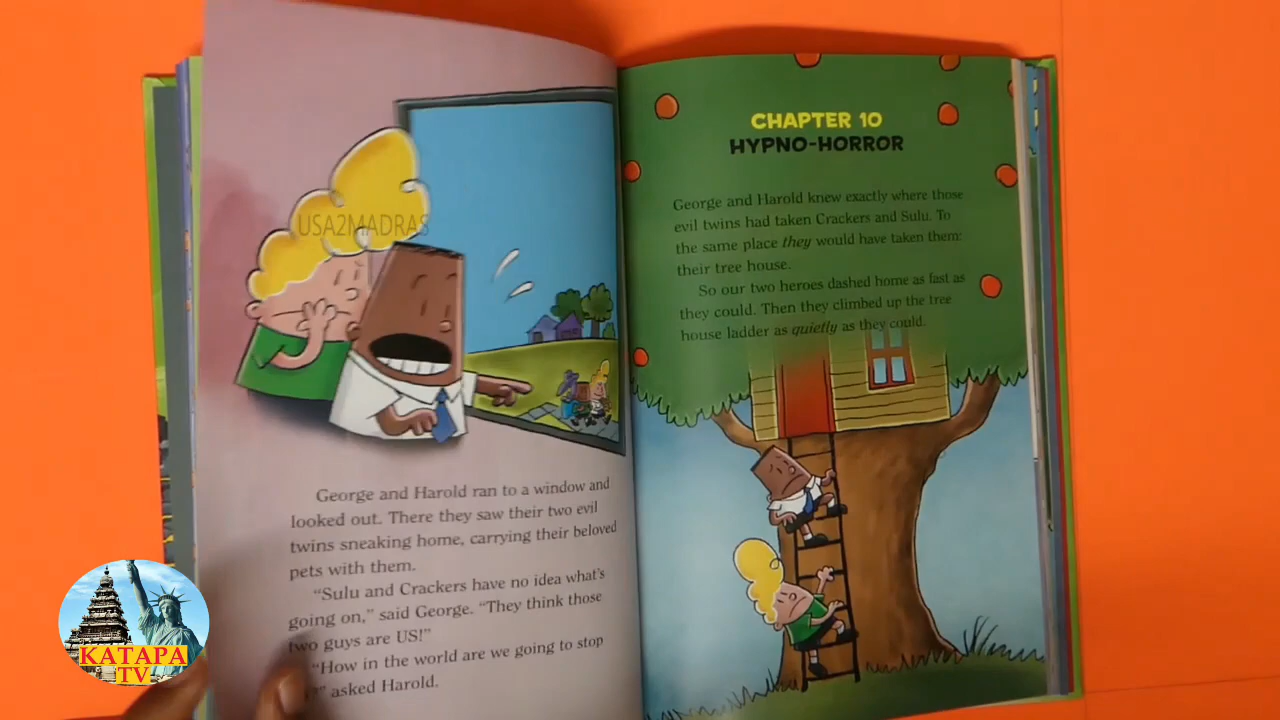 USA2MADRAS
George and Harold ran to a window and
looked out. There they saw their two evil
twins sneaking home, carrying their beloved
pets with them.
“Sulu and Crackers have no idea what’s
going on,” said George. “They think those
two guys are US!”
“How in the world are we going to stop
asked Harold.
CHAPTER 10
HYPNO-HORROR
George and Harold knew exactly where those
evil twins had taken Crackers and Sulu. To
the same place they would have taken them:
their tree house.
So our two heroes dashed home as fast as
they could. Then they climbed up the tree
house ladder as quietly as they could.
KATAPA
TV